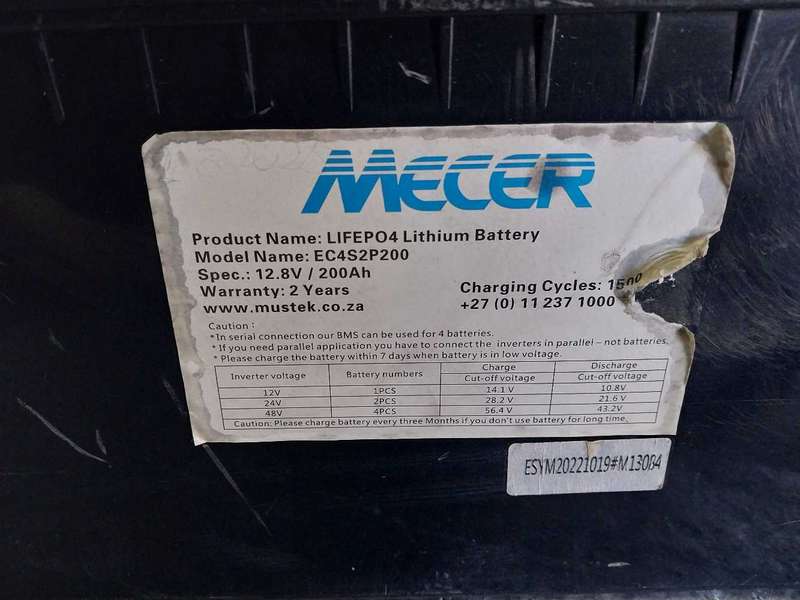 MECER
Product Name: LIFEPO4 Lithium Battery
Model Name: EC4S2P200
Spec.: 12.8V / 200Ah
Warranty: 2 Years
Charging Cycles: 1500
www.mustek.co.za
+27 (0) 11 237 1000
Caution :
*In serial connection our BMS can be used for 4 batteries.
*If you need parallel application you have to connect the inverters in parallel – not batteries.
*Please charge the battery within 7 days when battery is in low voltage.
Inverter voltage Battery numbers Charge Cut-off voltage Discharge Cut-off voltage
12V 1PCS 14.1 V 10.8V
24V 2PCS 28.2 V 21.6 V
48V 4PCS 56.4 V 43.2V
Caution: Please charge battery every three Months if you don't use battery for long time.
ESYM20221019#M13084